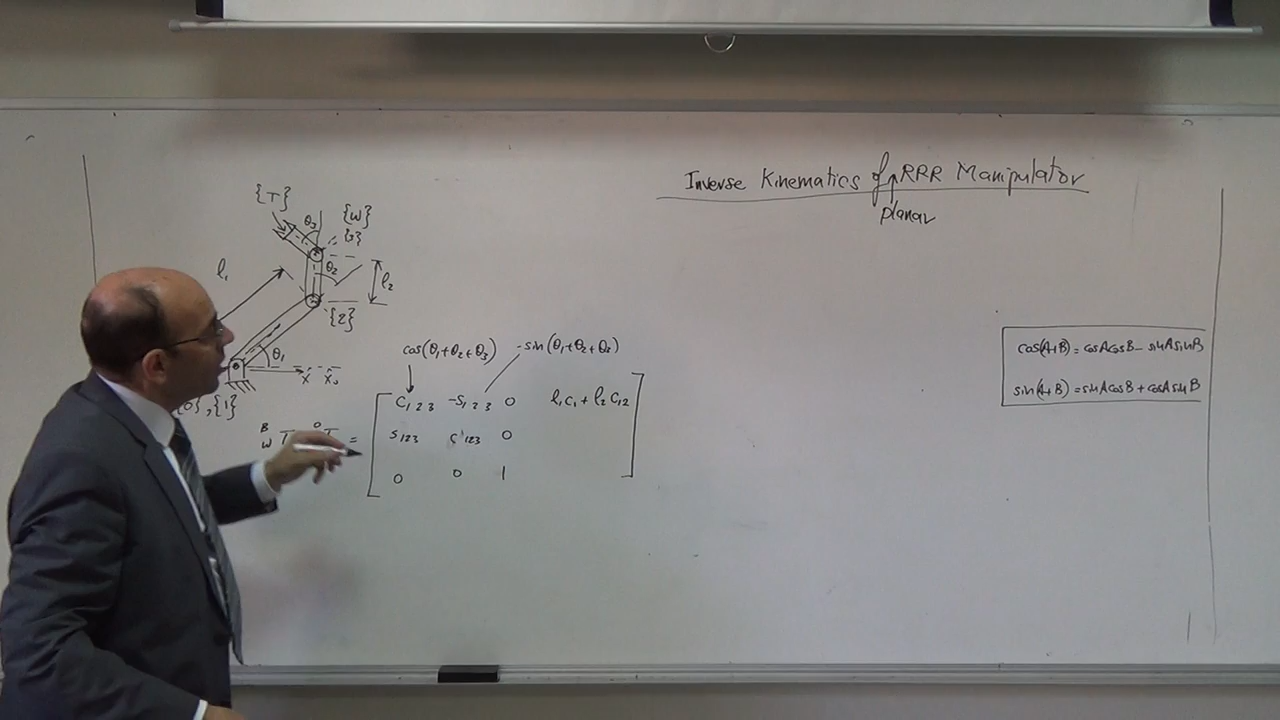 Inverse Kinematics of RRR Manipulator
planar
{T}
θ3
{W}
{3}
θ2
l1
l2
{2}
θ1
{0},{1}
cos(θ1+θ2+θ3)
-sin(θ1+θ2+θ3)
C123 -S123 0 l1C1 + l2C12
B W T 0 T =
S123 C123 0
0 0 1
cos(A+B) = cosAcosB - sinAsinB
sin(A+B) = sinAcosB + cosAsinB